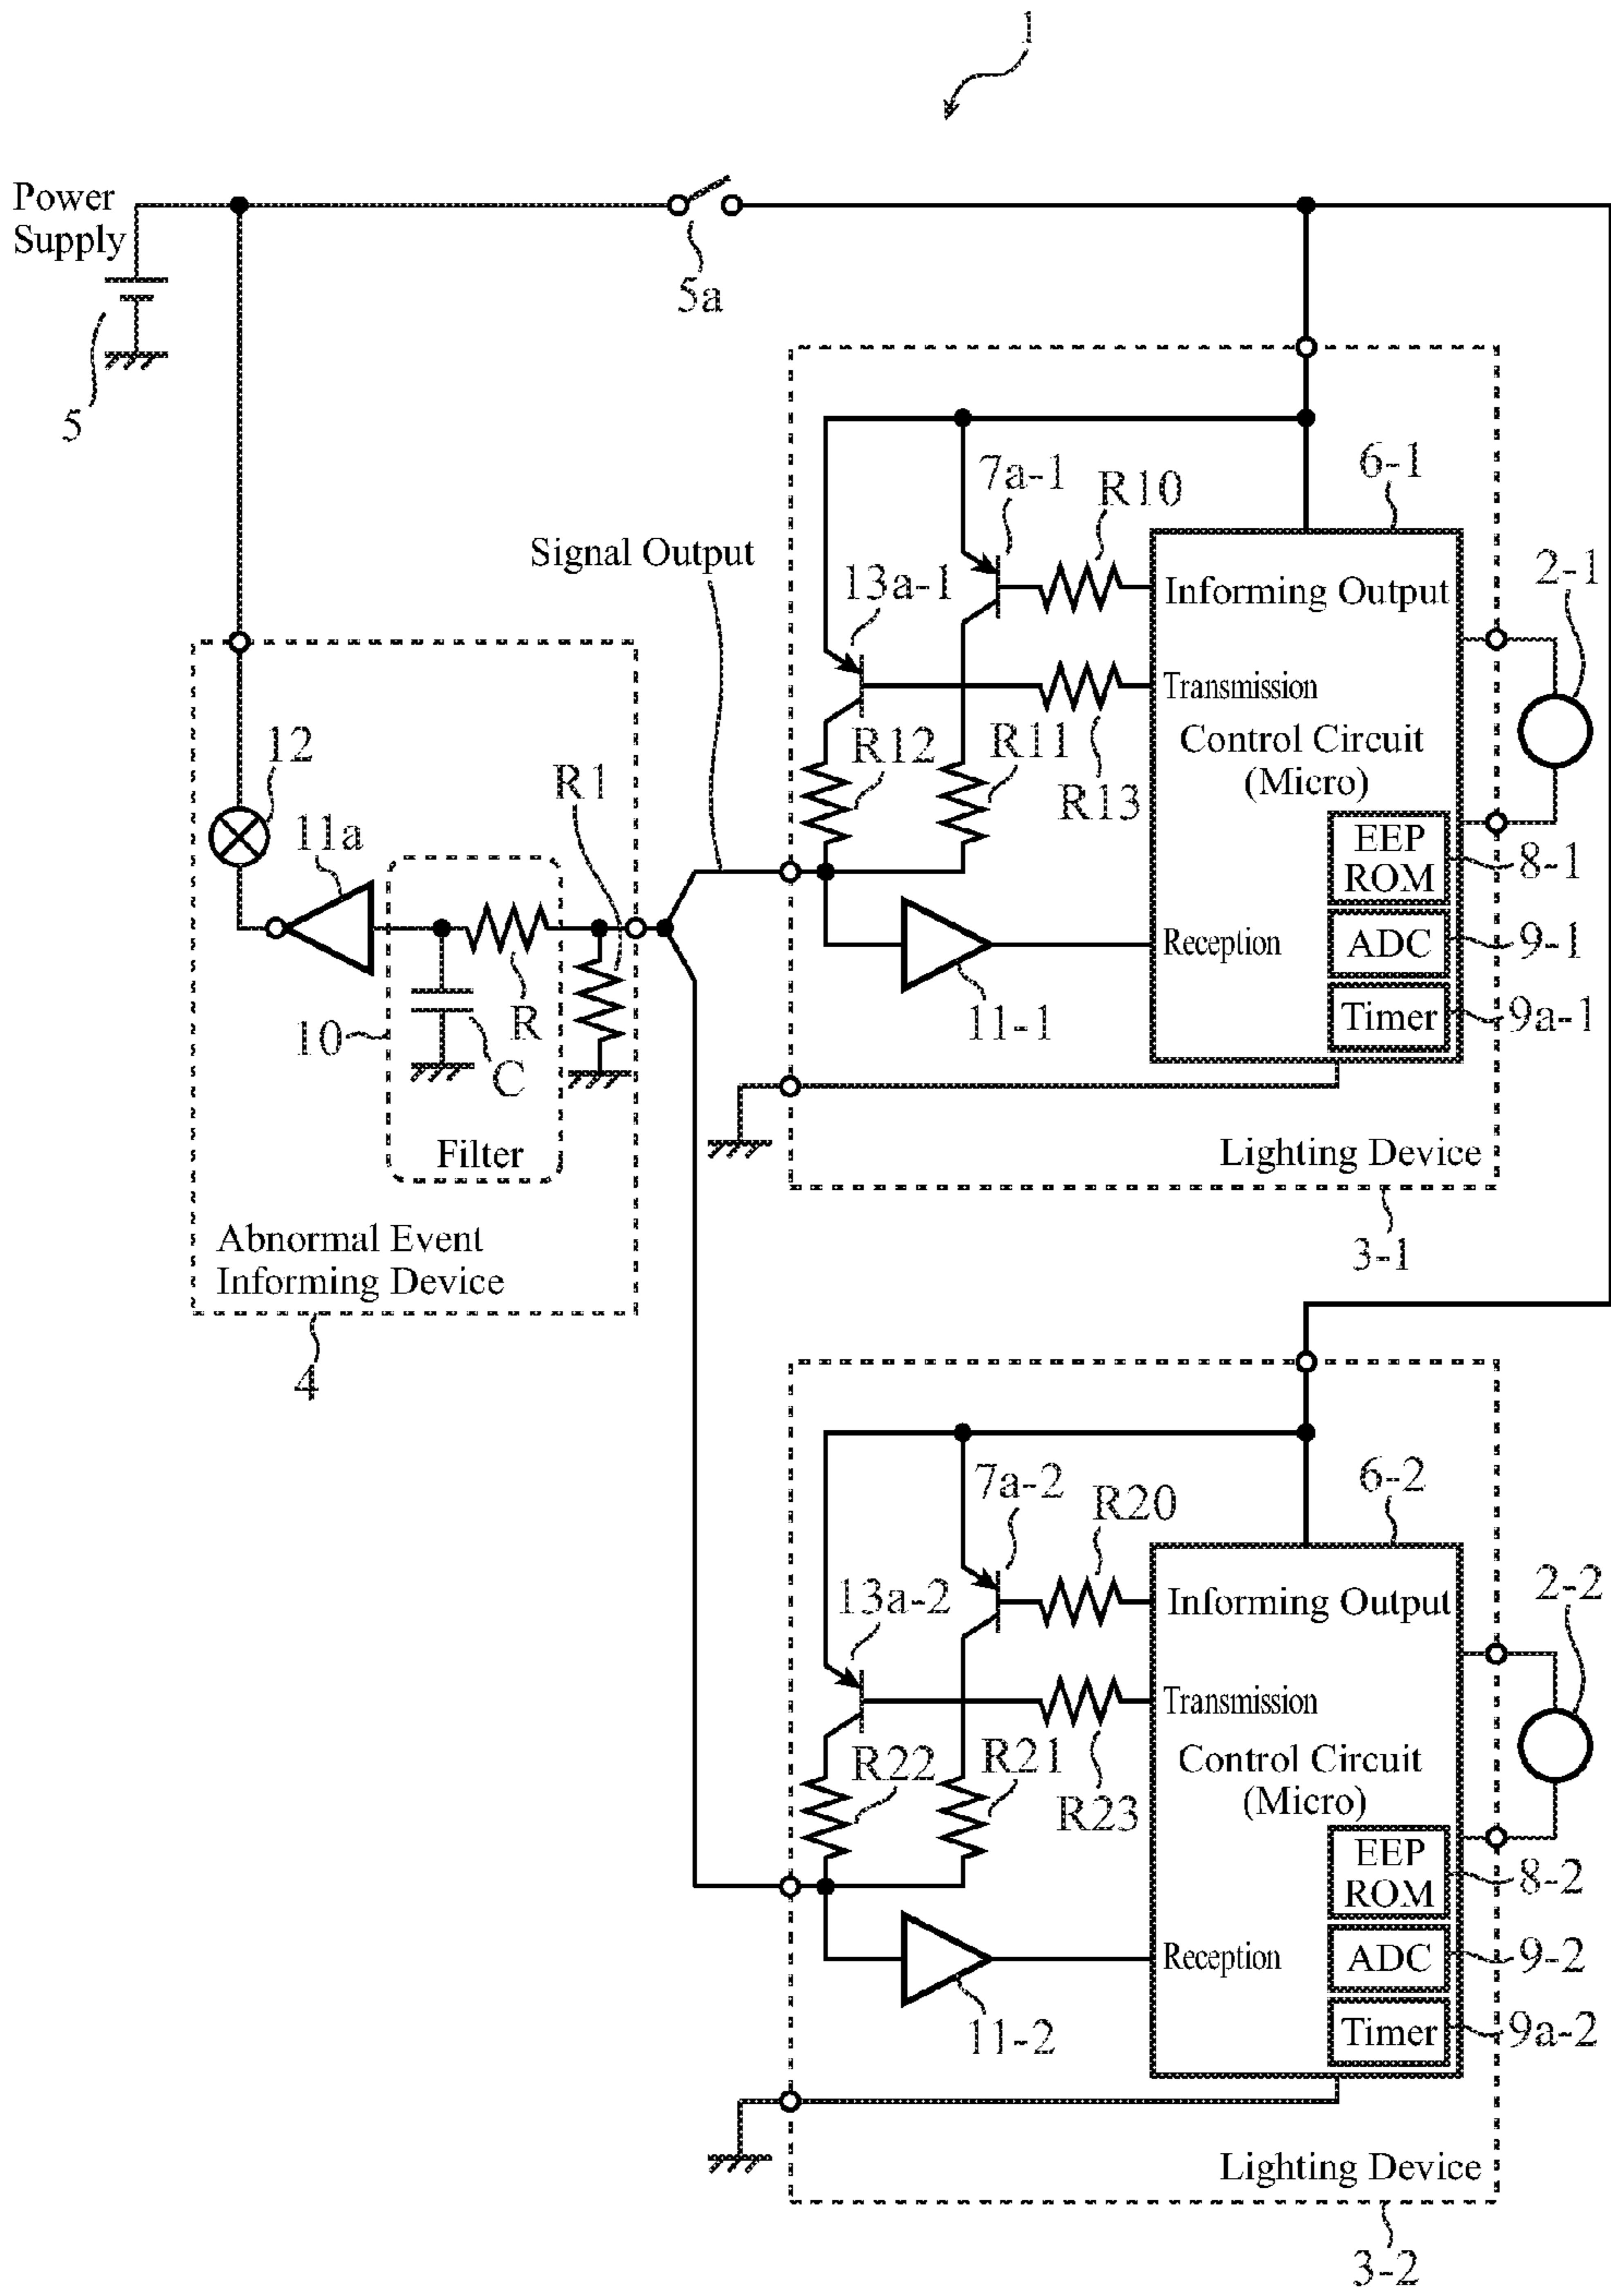 1
Power
Supply
5a
5
6-1
7a-1
R10
Signal Output
13a-1
Informing Output
2-1
Transmission
12
R12
R11
Control Circuit
(Micro)
R1
R13
11a
EEP
ROM
8-1
Reception
ADC
9-1
10
R
11-1
Timer
9a-1
C
Filter
Lighting Device
Abnormal Event
Informing Device
3-1
4
6-2
7a-2
R20
13a-2
Informing Output
2-2
Transmission
R22
R21
Control Circuit
(Micro)
R23
EEP
ROM
8-2
Reception
ADC
9-2
11-2
Timer
9a-2
Lighting Device
3-2